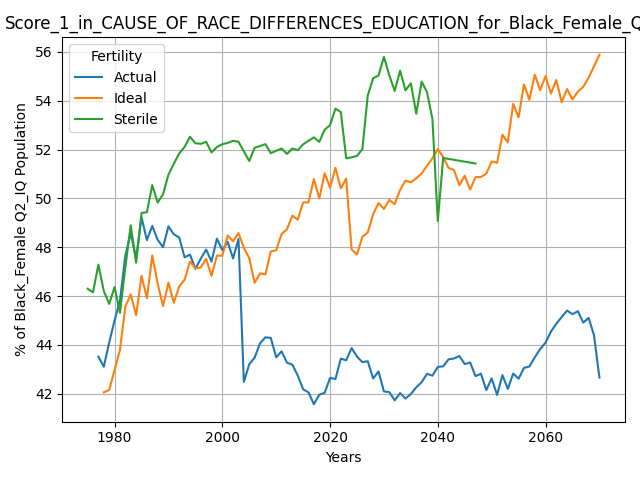 Score_1_in_CAUSE_OF_RACE_DIFFERENCES_EDUCATION_for_Black_Female_Q
Fertility
Actual
Ideal
Sterile
% of Black_Female Q2_IQ Population
56
54
52
50
48
46
44
42
1980 2000 2020 2040 2060
Years